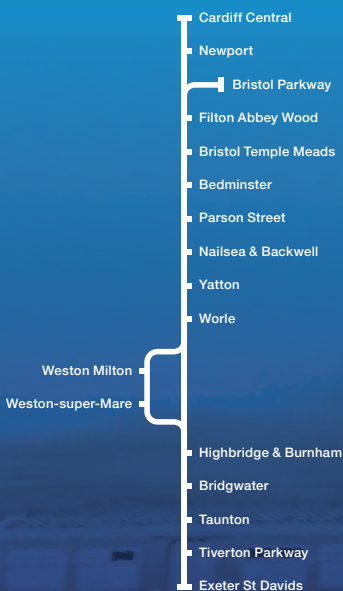 Cardiff Central
Newport
Bristol Parkway
Filton Abbey Wood
Bristol Temple Meads
Bedminster
Parson Street
Nailsea & Backwell
Yatton
Worle
Weston Milton
Weston-super-Mare
Highbridge & Burnham
Bridgwater
Taunton
Tiverton Parkway
Exeter St Davids